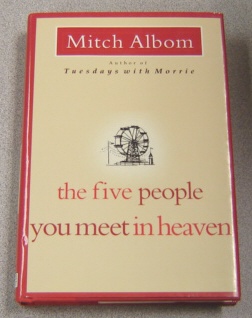 Mitch Albom
Author of
Tuesdays with Morrie
the five people
you meet in heaven